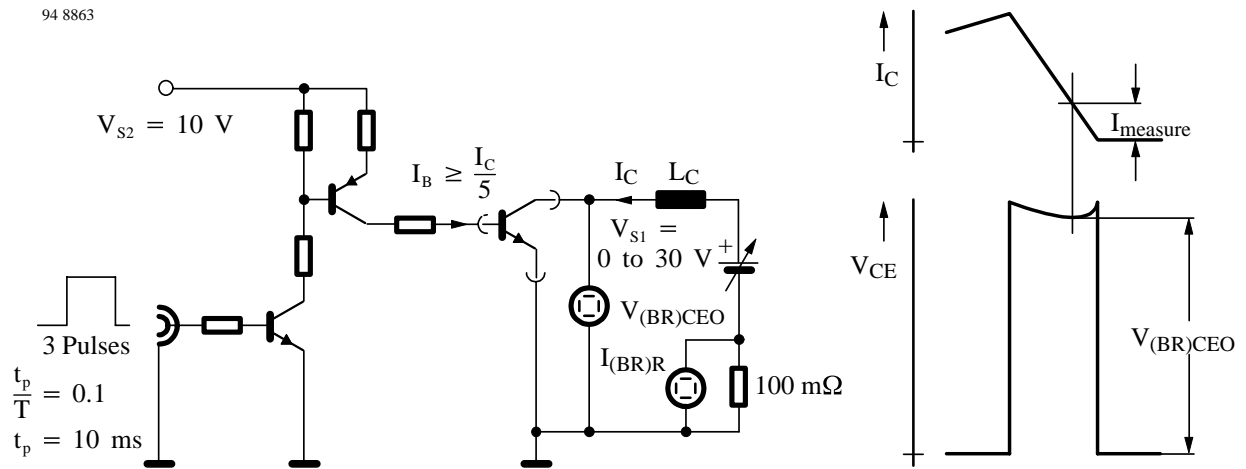 94 8863
V_S2 = 10 V
I_B ≥ I_C/5
I_C
L_C
V_S1 =
0 to 30 V
+
V_(BR)CEO
I_(BR)R
100 mΩ
3 Pulses
t_p/T = 0.1
t_p = 10 ms
I_C
I_measure
V_CE
V_(BR)CEO